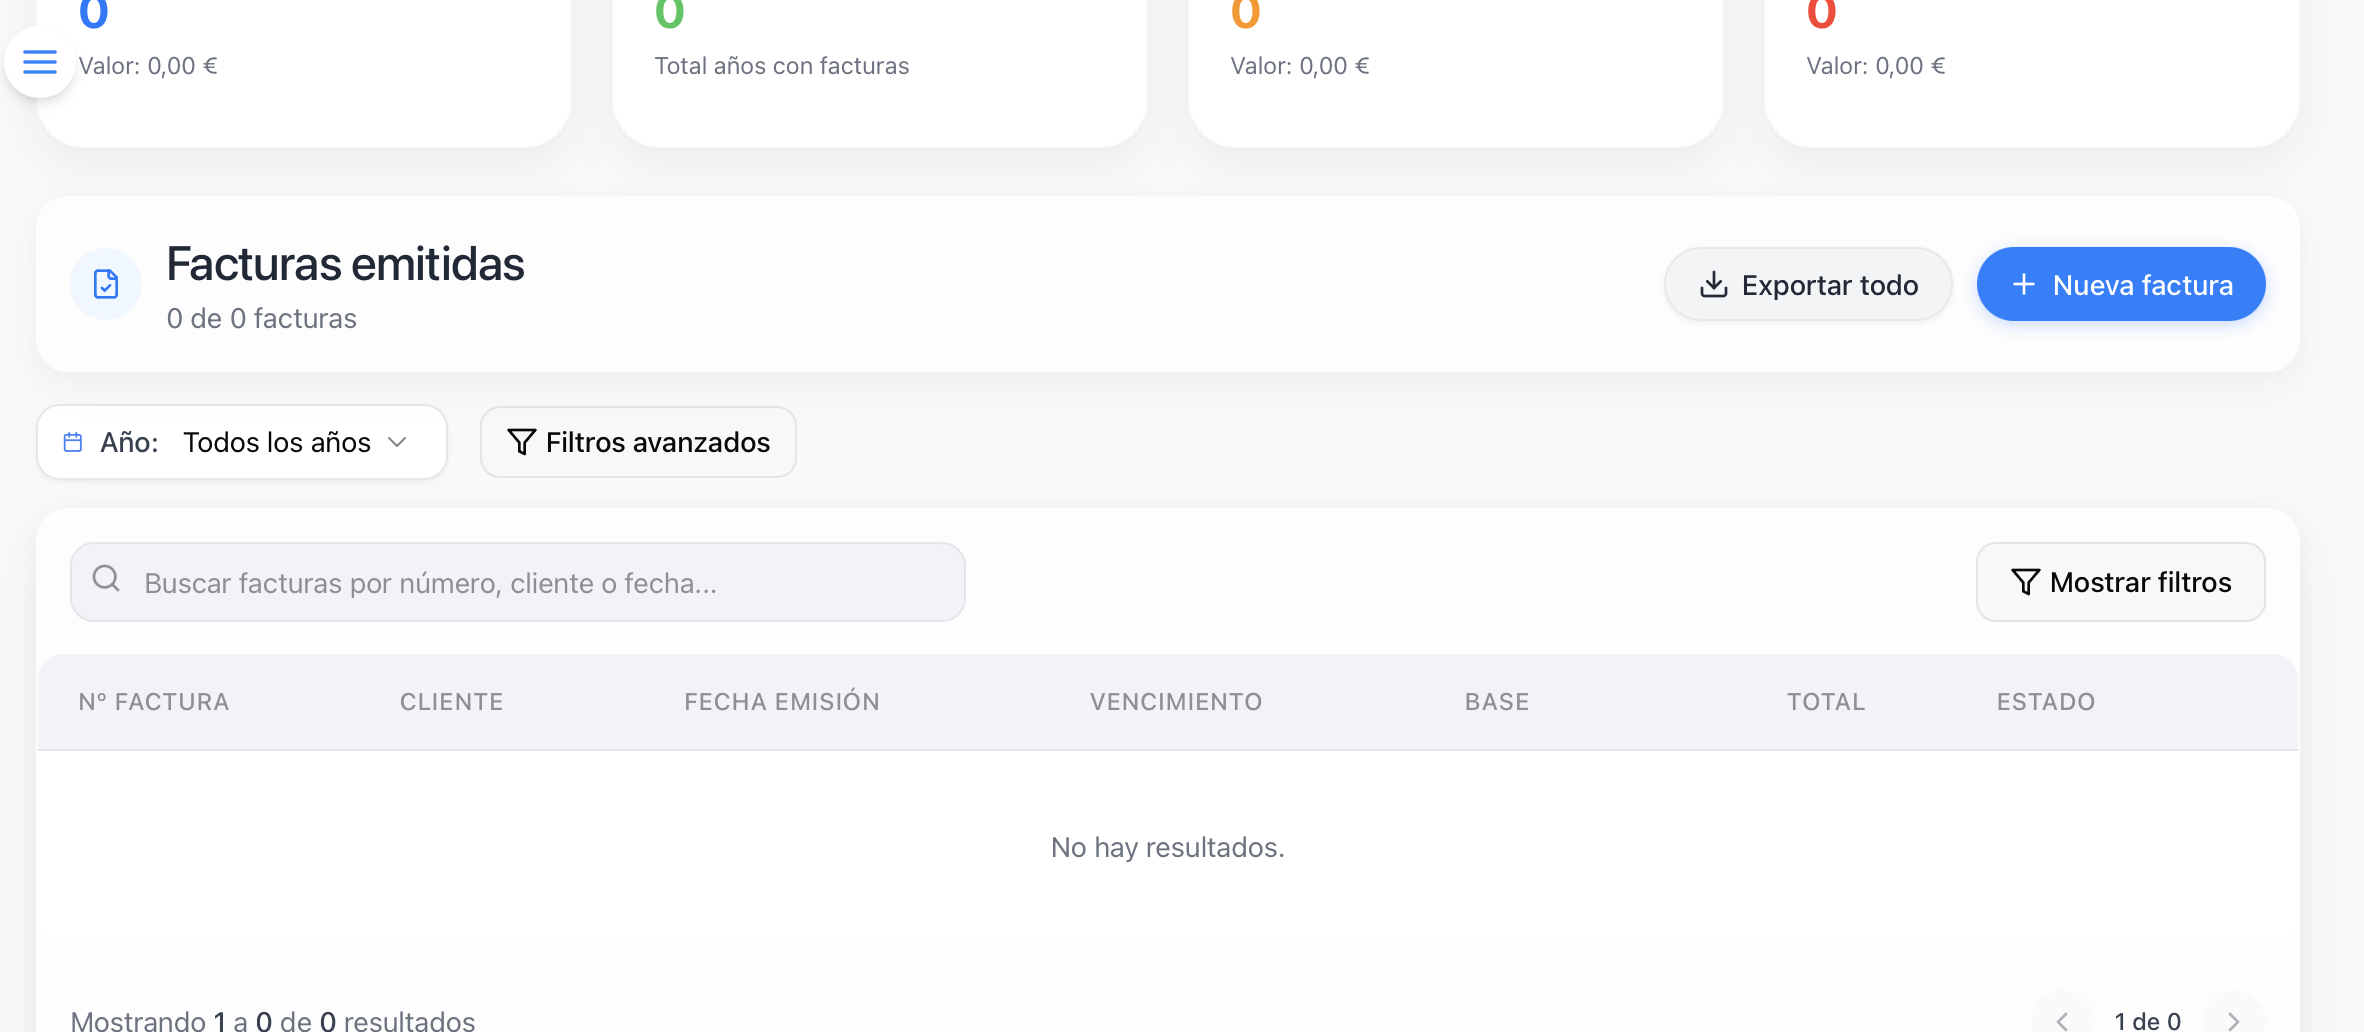 0
0
0
0
Valor: 0,00 €
Total años con facturas
Valor: 0,00 €
Valor: 0,00 €
Facturas emitidas
0 de 0 facturas
Exportar todo
Nueva factura
Año: Todos los años
Filtros avanzados
Buscar facturas por número, cliente o fecha...
Mostrar filtros
Nº FACTURA CLIENTE FECHA EMISIÓN VENCIMIENTO BASE TOTAL ESTADO
No hay resultados.
Mostrando 1 a 0 de 0 resultados
1 de 0